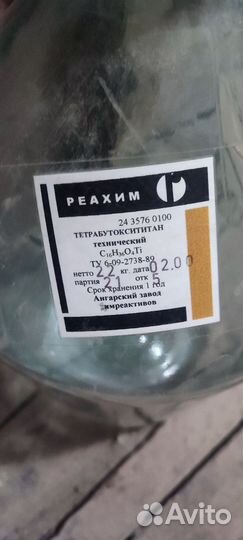 РЕАХИМ
24 3576 0100
ТЕТРАБУТОКСИТИТАН
технический
C₁₆H₃₆O₄Ti
ТУ 6-09-2738-89
нетто 22 кг. дата 02.00
партия 21 отк 5
Срок хранения 1 год
Ангарский завод
химреактивов
Avito